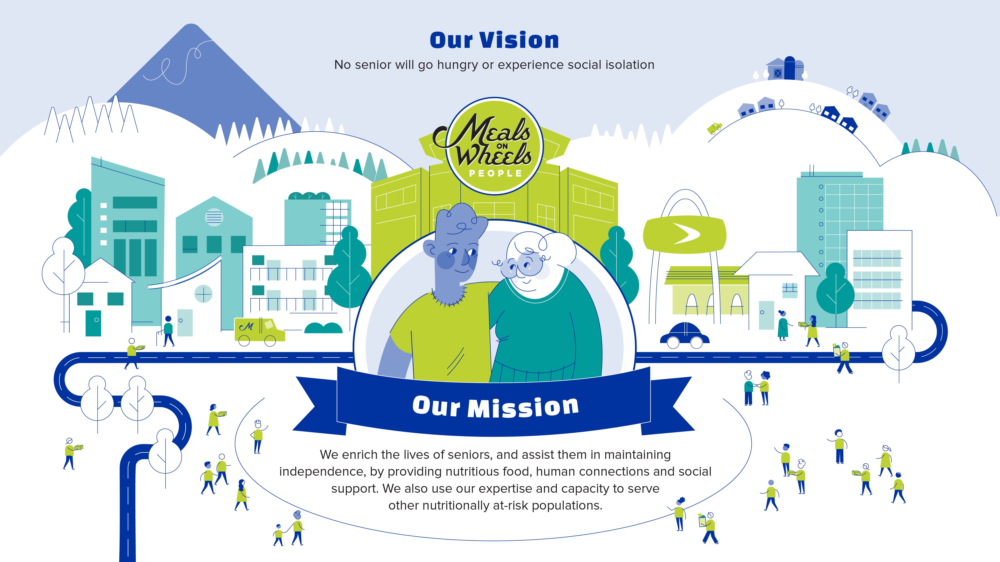 Our Vision
No senior will go hungry or experience social isolation
Meals
on
Wheels
PEOPLE
M
Our Mission
We enrich the lives of seniors, and assist them in maintaining
independence, by providing nutritious food, human connections and social
support. We also use our expertise and capacity to serve
other nutritionally at-risk populations.